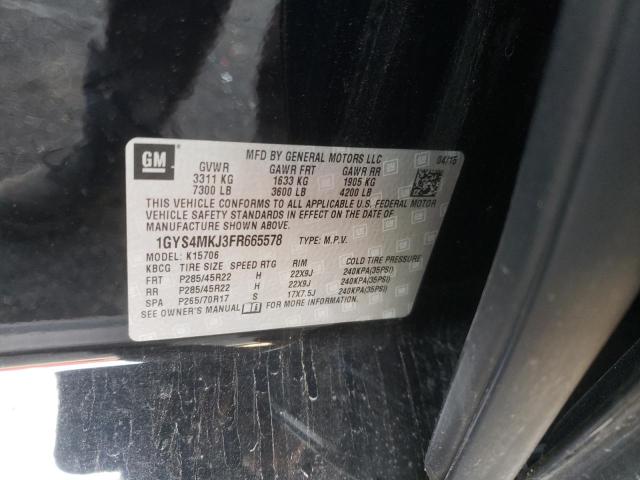 GM
MFD BY GENERAL MOTORS LLC 04/15
GVWR GAWR FRT GAWR RR
3311 KG 1633 KG 1905 KG
7300 LB 3600 LB 4200 LB
THIS VEHICLE CONFORMS TO ALL APPLICABLE U.S. FEDERAL MOTOR
VEHICLE SAFETY STANDARDS IN EFFECT ON THE DATE OF
MANUFACTURE SHOWN ABOVE.
1GYS4MKJ3FR665578 TYPE: M.P.V.
MODEL: K15706
KBCG TIRE SIZE SPEED RTG RIM COLD TIRE PRESSURE
FRT P285/45R22 H 22X9J 240KPA(35PSI)
RR P285/45R22 H 22X9J 240KPA(35PSI)
SPA P265/70R17 S 17X7.5J 240KPA(35PSI)
SEE OWNER'S MANUAL FOR MORE INFORMATION.